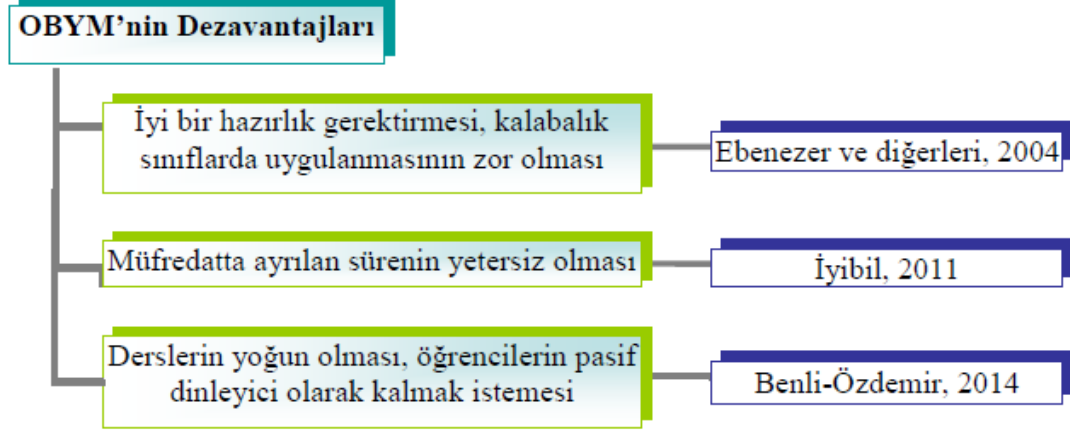 OBYM’nin Dezavantajları
İyi bir hazırlık gerektirmesi, kalabalık
sınıflarda uygulanmasının zor olması
Ebenezer ve diğerleri, 2004
Müfredatta ayrılan sürenin yetersiz olması
İyibil, 2011
Derslerin yoğun olması, öğrencilerin pasif
dinleyici olarak kalmak istemesi
Benli-Özdemir, 2014